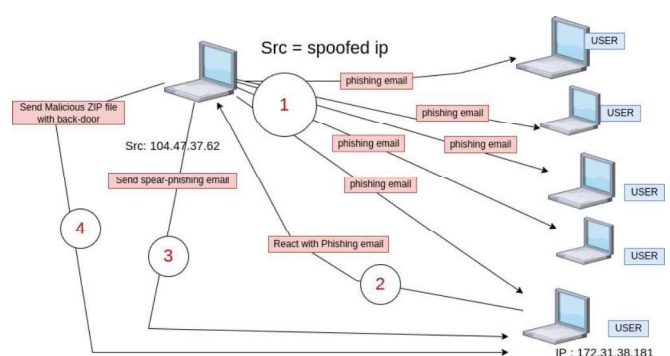 Src = spoofed ip
USER
phishing email
Send Malicious ZIP file
with back-door
1
phishing email
USER
phishing email
Src: 104.47.37.62
phishing email
Send spear-phishing email
phishing email
USER
4
React with Phishing email
3
2
USER
USER
IP : 172.31.38.181